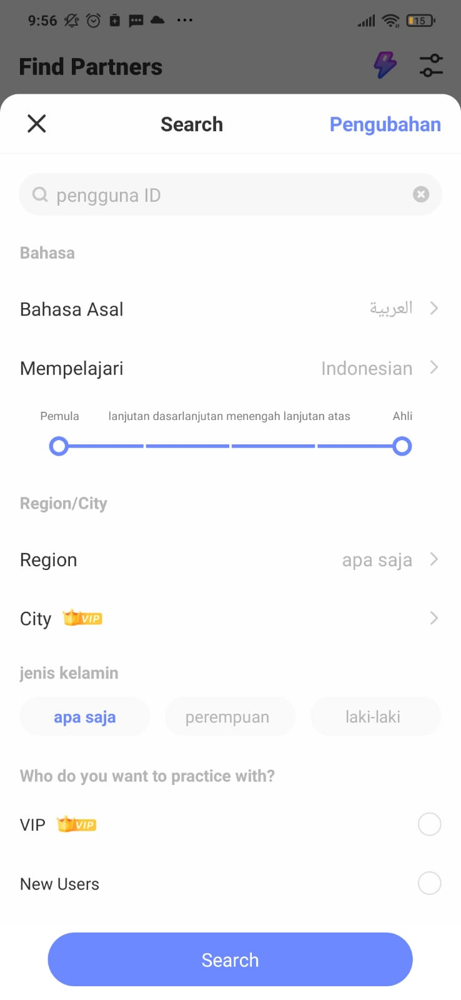 9:56 15
Find Partners
Search Pengubahan
pengguna ID
Bahasa
Bahasa Asal العربية
Mempelajari Indonesian
Pemula lanjutan dasarlanjutan menengah lanjutan atas Ahli
Region/City
Region apa saja
City VIP
jenis kelamin
apa saja perempuan laki-laki
Who do you want to practice with?
VIP VIP
New Users
Search